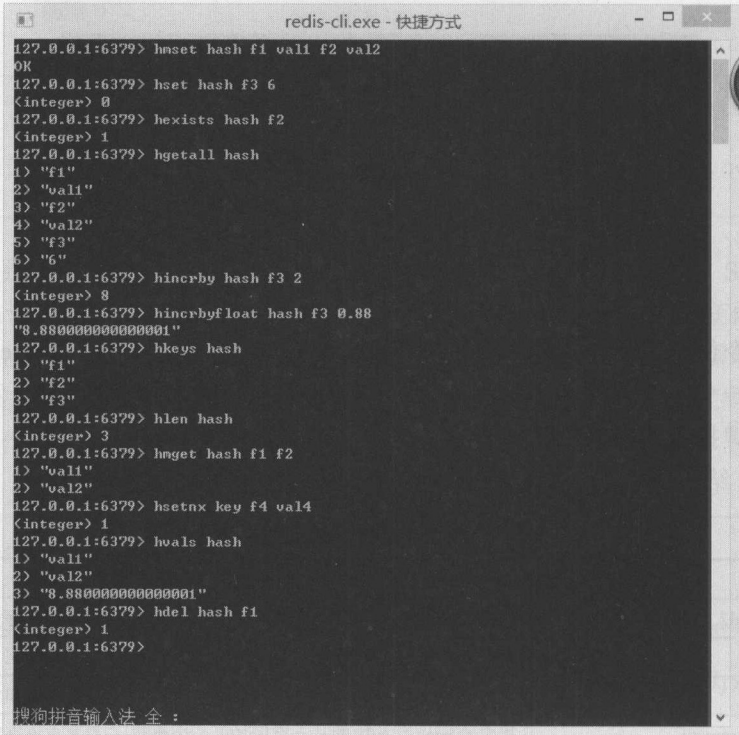 redis-cli.exe - 快捷方式
127.0.0.1:6379> hmset hash f1 val1 f2 val2
OK
127.0.0.1:6379> hset hash f3 6
(integer) 0
127.0.0.1:6379> hexists hash f2
(integer) 1
127.0.0.1:6379> hgetall hash
1) "f1"
2) "val1"
3) "f2"
4) "val2"
5) "f3"
6) "6"
127.0.0.1:6379> hincrby hash f3 2
(integer) 8
127.0.0.1:6379> hincrbyfloat hash f3 0.88
"8.880000000000001"
127.0.0.1:6379> hkeys hash
1) "f1"
2) "f2"
3) "f3"
127.0.0.1:6379> hlen hash
(integer) 3
127.0.0.1:6379> hmget hash f1 f2
1) "val1"
2) "val2"
127.0.0.1:6379> hsetnx key f4 val4
(integer) 1
127.0.0.1:6379> hvals hash
1) "val1"
2) "val2"
3) "8.880000000000001"
127.0.0.1:6379> hdel hash f1
(integer) 1
127.0.0.1:6379>
搜狗拼音输入法 全 :